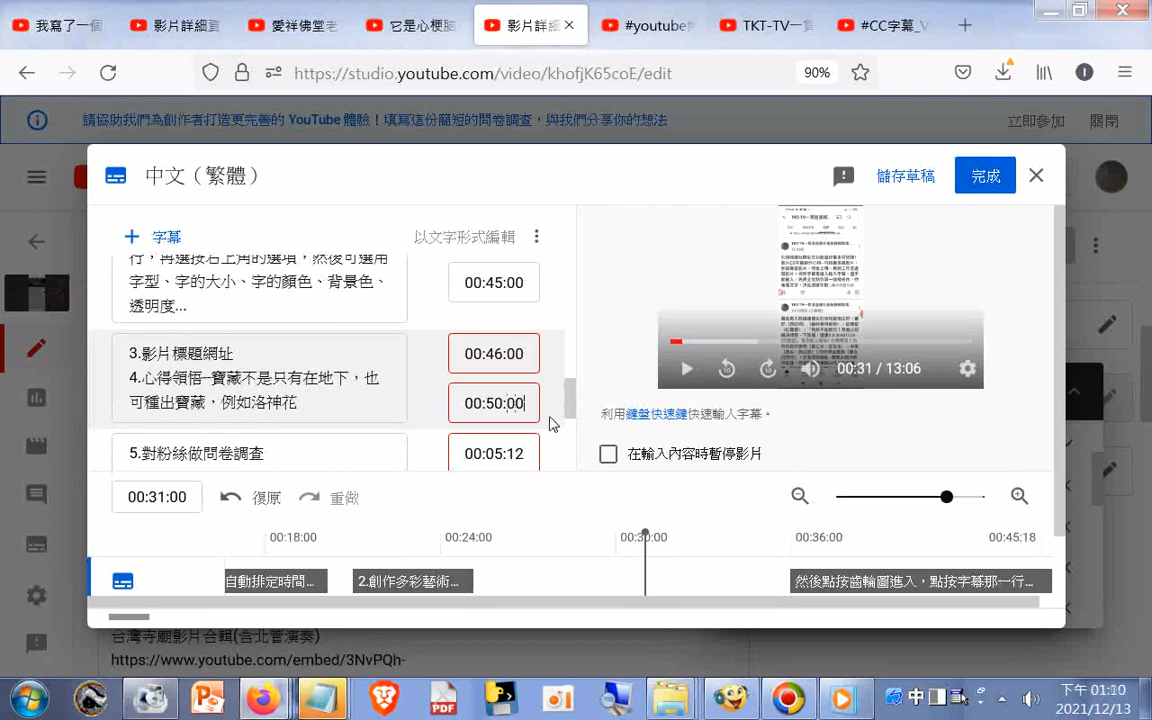 我寫了一個
影片詳細資
愛祥佛堂老
它是心梗腦
影片詳細
#youtube
TKT-TV一貫
#CC字幕_V
https://studio.youtube.com/video/khofjK65coE/edit
90%
請協助我們為創作者打造更完善的 YouTube 體驗！填寫這份簡短的問卷調查，與我們分享你的想法
立即參加
關閉
中文（繁體）
儲存草稿
完成
字幕
以文字形式編輯
行，再選按右上角的選項，然後可選用
字型、字的大小、字的顏色、背景色、
透明度...
00:45:00
3.影片標題網址
4.心得領悟--寶藏不是只有在地下，也
可種出寶藏，例如洛神花
00:46:00
00:50:00
5.對粉絲做問卷調查
00:05:12
00:31 / 13:06
利用鍵盤快速鍵快速輸入字幕。
在輸入內容時暫停影片
00:31:00
復原
重做
00:18:00
00:24:00
00:30:00
00:36:00
00:45:18
自動排定時間...
2.創作多彩藝術...
然後點按齒輪圖進入，點按字幕那一行...
台灣寺廟影片合輯(含北管演奏)
https://www.youtube.com/embed/3NvPQh-
中
下午 01:10
2021/12/13